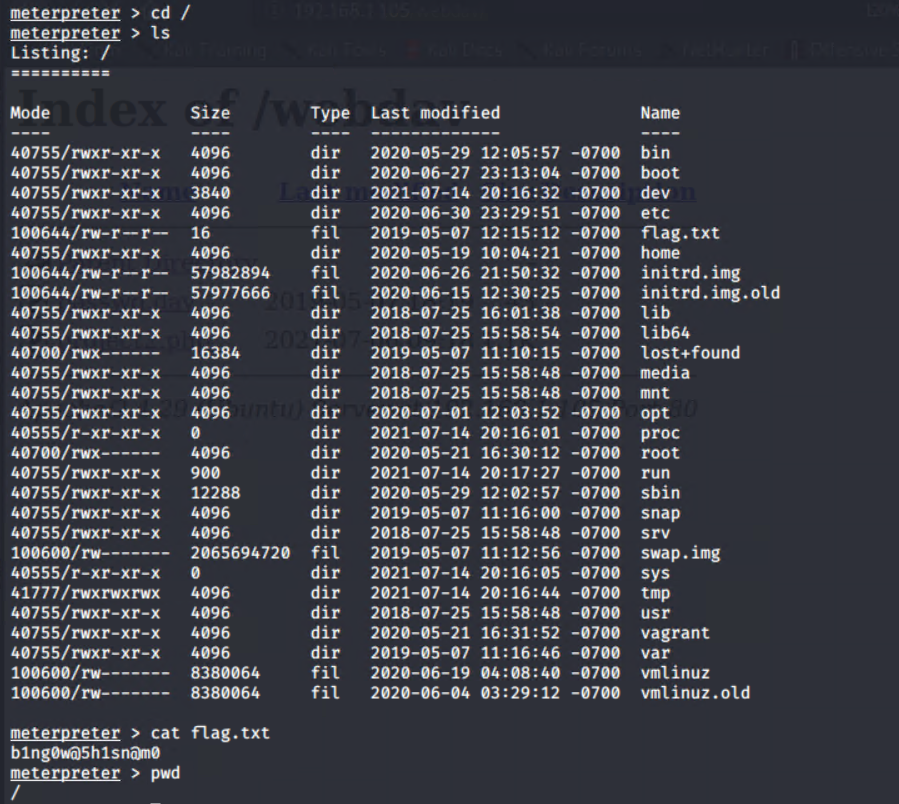 meterpreter > cd /
meterpreter > ls
Listing: /
==========
Mode Size Type Last modified Name
---- ---- ---- ------------- ----
40755/rwxr-xr-x 4096 dir 2020-05-29 12:05:57 -0700 bin
40755/rwxr-xr-x 4096 dir 2020-06-27 23:13:04 -0700 boot
40755/rwxr-xr-x 3840 dir 2021-07-14 20:16:32 -0700 dev
40755/rwxr-xr-x 4096 dir 2020-06-30 23:29:51 -0700 etc
100644/rw-r--r-- 16 fil 2019-05-07 12:15:12 -0700 flag.txt
40755/rwxr-xr-x 4096 dir 2020-05-19 10:04:21 -0700 home
100644/rw-r--r-- 57982894 fil 2020-06-26 21:50:32 -0700 initrd.img
100644/rw-r--r-- 57977666 fil 2020-06-15 12:30:25 -0700 initrd.img.old
40755/rwxr-xr-x 4096 dir 2018-07-25 16:01:38 -0700 lib
40755/rwxr-xr-x 4096 dir 2018-07-25 15:58:54 -0700 lib64
40700/rwx------ 16384 dir 2019-05-07 11:10:15 -0700 lost+found
40755/rwxr-xr-x 4096 dir 2018-07-25 15:58:48 -0700 media
40755/rwxr-xr-x 4096 dir 2018-07-25 15:58:48 -0700 mnt
40755/rwxr-xr-x 4096 dir 2020-07-01 12:03:52 -0700 opt
40555/r-xr-xr-x 0 dir 2021-07-14 20:16:01 -0700 proc
40700/rwx------ 4096 dir 2020-05-21 16:30:12 -0700 root
40755/rwxr-xr-x 900 dir 2021-07-14 20:17:27 -0700 run
40755/rwxr-xr-x 12288 dir 2020-05-29 12:02:57 -0700 sbin
40755/rwxr-xr-x 4096 dir 2019-05-07 11:16:00 -0700 snap
40755/rwxr-xr-x 4096 dir 2018-07-25 15:58:48 -0700 srv
100600/rw------- 2065694720 fil 2019-05-07 11:12:56 -0700 swap.img
40555/r-xr-xr-x 0 dir 2021-07-14 20:16:05 -0700 sys
41777/rwxrwxrwx 4096 dir 2021-07-14 20:16:44 -0700 tmp
40755/rwxr-xr-x 4096 dir 2018-07-25 15:58:48 -0700 usr
40755/rwxr-xr-x 4096 dir 2020-05-21 16:31:52 -0700 vagrant
40755/rwxr-xr-x 4096 dir 2019-05-07 11:16:46 -0700 var
100600/rw------- 8380064 fil 2020-06-19 04:08:40 -0700 vmlinuz
100600/rw------- 8380064 fil 2020-06-04 03:29:12 -0700 vmlinuz.old
meterpreter > cat flag.txt
b1ng0w@5h1sn@m0
meterpreter > pwd
/